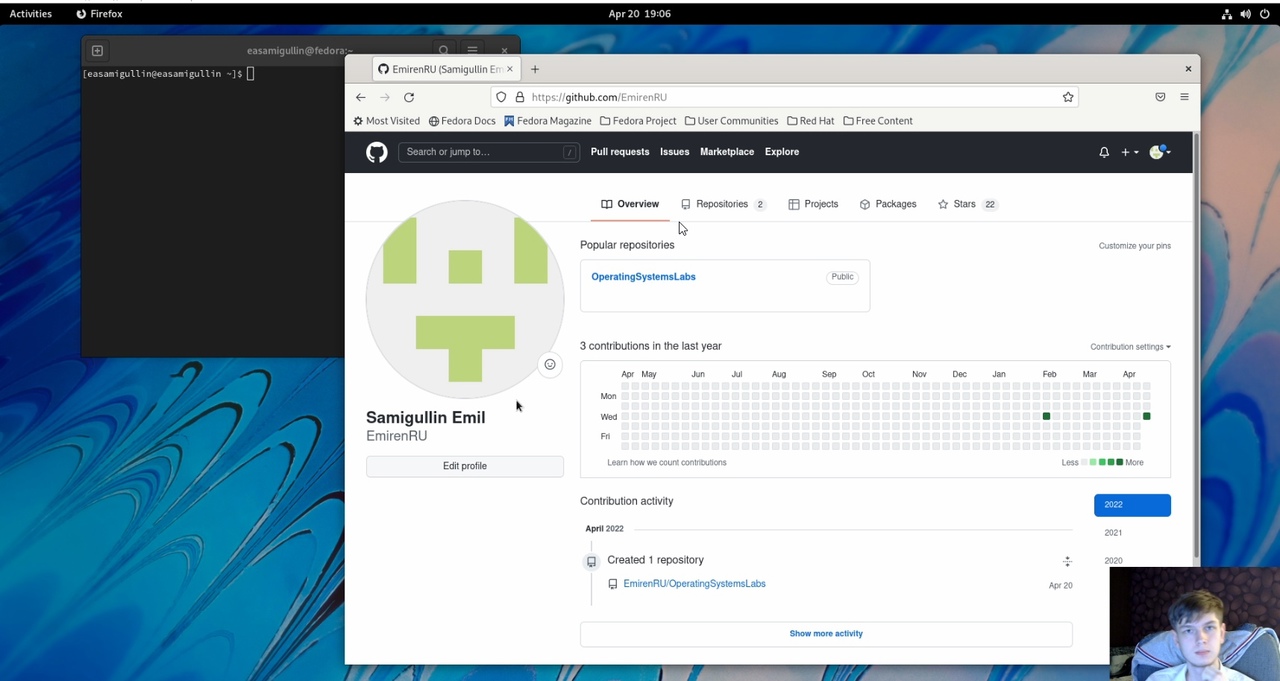 Activities Firefox Apr 20 19:06
easamigullin@fedora:~
[easamigullin@easamigullin ~]$
EmirenRU (Samigullin Em
https://github.com/EmirenRU
Most Visited Fedora Docs Fedora Magazine Fedora Project User Communities Red Hat Free Content
Search or jump to... / Pull requests Issues Marketplace Explore
Overview Repositories 2 Projects Packages Stars 22
Popular repositories Customize your pins
OperatingSystemsLabs Public
3 contributions in the last year Contribution settings
Apr May Jun Jul Aug Sep Oct Nov Dec Jan Feb Mar Apr
Mon
Wed
Fri
Learn how we count contributions Less More
Samigullin Emil
EmirenRU
Edit profile
Contribution activity 2022
April 2022 2021
Created 1 repository 2020
EmirenRU/OperatingSystemsLabs Apr 20
Show more activity